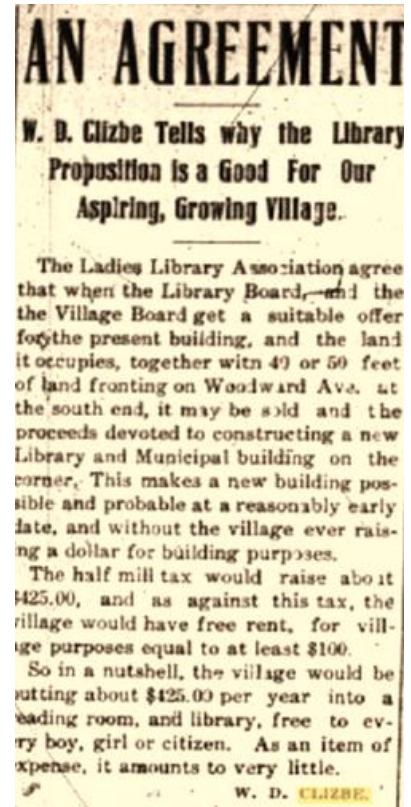 AN AGREEMENT
W. D. Clizbe Tells why the Library
Proposition is a Good For Our
Aspiring, Growing Village.
The Ladies Library Association agree
that when the Library Board, and the
the Village Board get a suitable offer
for the present building, and the land
it occupies, together witn 40 or 50 feet
of land fronting on Woodward Ave. at
the south end, it may be sold and the
proceeds devoted to constructing a new
Library and Municipal building on the
corner. This makes a new building pos-
sible and probable at a reasonably early
date, and without the village ever rais-
ng a dollar for building purposes.
The half mill tax would raise about
$425.00, and as against this tax, the
village would have free rent, for vill-
age purposes equal to at least $100.
So in a nutshell, the village would be
utting about $425.00 per year into a
eading room, and library, free to ev-
ry boy, girl or citizen. As an item of
xpense, it amounts to very little.
W. D. CLIZBE.